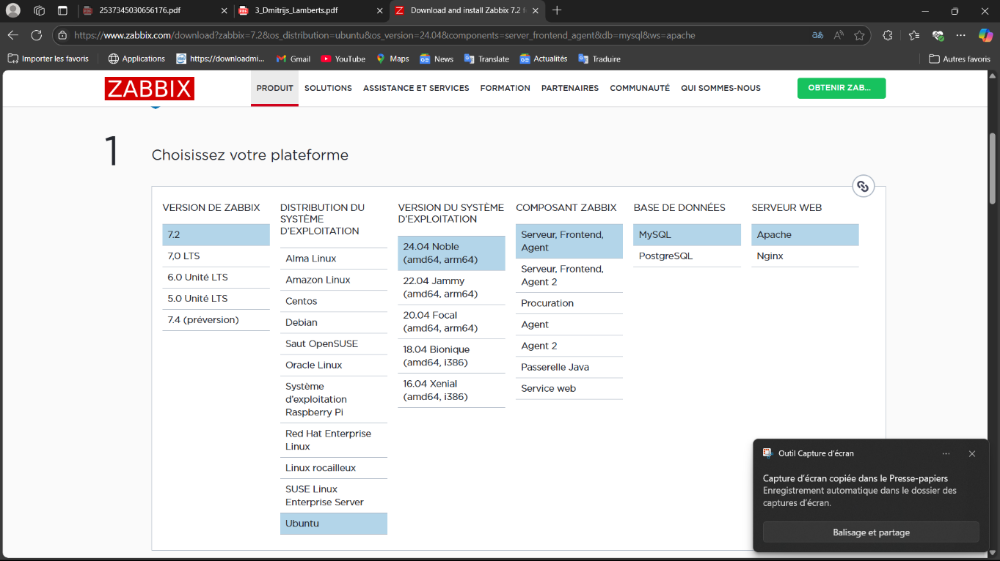 2537345030656176.pdf
3_Dmitrijs_Lamberts.pdf
Download and install Zabbix 7.2 f
https://www.zabbix.com/download?zabbix=7.2&os_distribution=ubuntu&os_version=24.04&components=server_frontend_agent&db=mysql&ws=apache
Importer les favoris
Applications
https://downloadmi...
Gmail
YouTube
Maps
News
Translate
Actualités
Traduire
Autres favoris
ZABBIX
PRODUIT
SOLUTIONS
ASSISTANCE ET SERVICES
FORMATION
PARTENAIRES
COMMUNAUTÉ
QUI SOMMES-NOUS
OBTENIR ZAB...
1
Choisissez votre plateforme
VERSION DE ZABBIX
7.2
7,0 LTS
6.0 Unité LTS
5.0 Unité LTS
7.4 (préversion)
DISTRIBUTION DU
SYSTÈME
D'EXPLOITATION
Alma Linux
Amazon Linux
Centos
Debian
Saut OpenSUSE
Oracle Linux
Système
d'exploitation
Raspberry Pi
Red Hat Enterprise
Linux
Linux rocailleux
SUSE Linux
Enterprise Server
Ubuntu
VERSION DU SYSTÈME
D'EXPLOITATION
24.04 Noble
(amd64, arm64)
22.04 Jammy
(amd64, arm64)
20.04 Focal
(amd64, arm64)
18.04 Bionique
(amd64, i386)
16.04 Xenial
(amd64, i386)
COMPOSANT ZABBIX
Serveur, Frontend,
Agent
Serveur, Frontend,
Agent 2
Procuration
Agent
Agent 2
Passerelle Java
Service web
BASE DE DONNÉES
MySQL
PostgreSQL
SERVEUR WEB
Apache
Nginx
Outil Capture d'écran
Capture d'écran copiée dans le Presse-papiers
Enregistrement automatique dans le dossier des
captures d'écran.
Balisage et partage